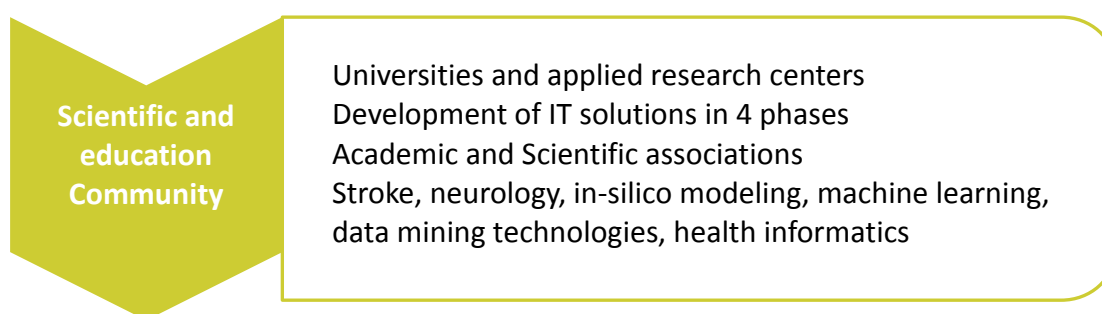 Scientific and
education
Community
Universities and applied research centers
Development of IT solutions in 4 phases
Academic and Scientific associations
Stroke, neurology, in-silico modeling, machine learning,
data mining technologies, health informatics